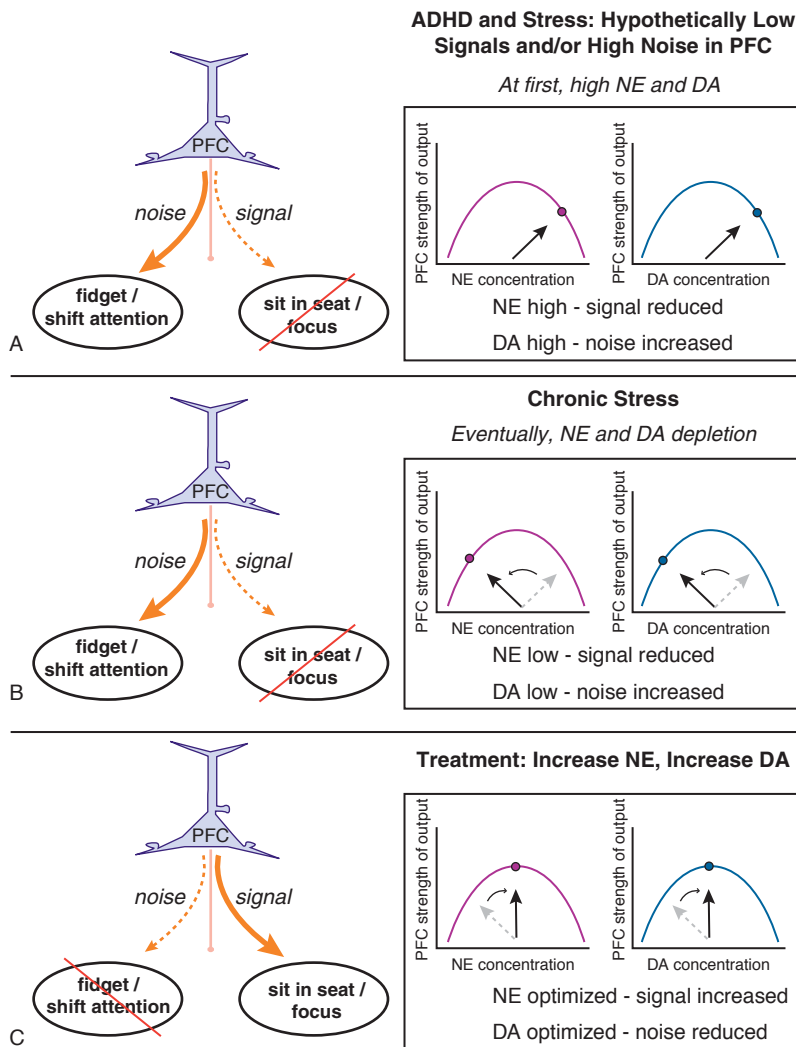 ADHD and Stress: Hypothetically Low
Signals and/or High Noise in PFC
At first, high NE and DA
PFC
noise
signal
fidget /
shift attention
sit in seat /
focus
A
PFC strength of output
NE concentration
PFC strength of output
DA concentration
NE high - signal reduced
DA high - noise increased
Chronic Stress
Eventually, NE and DA depletion
PFC
noise
signal
fidget /
shift attention
sit in seat /
focus
B
PFC strength of output
NE concentration
PFC strength of output
DA concentration
NE low - signal reduced
DA low - noise increased
Treatment: Increase NE, Increase DA
PFC
noise
signal
fidget /
shift attention
sit in seat /
focus
C
PFC strength of output
NE concentration
PFC strength of output
DA concentration
NE optimized - signal increased
DA optimized - noise reduced